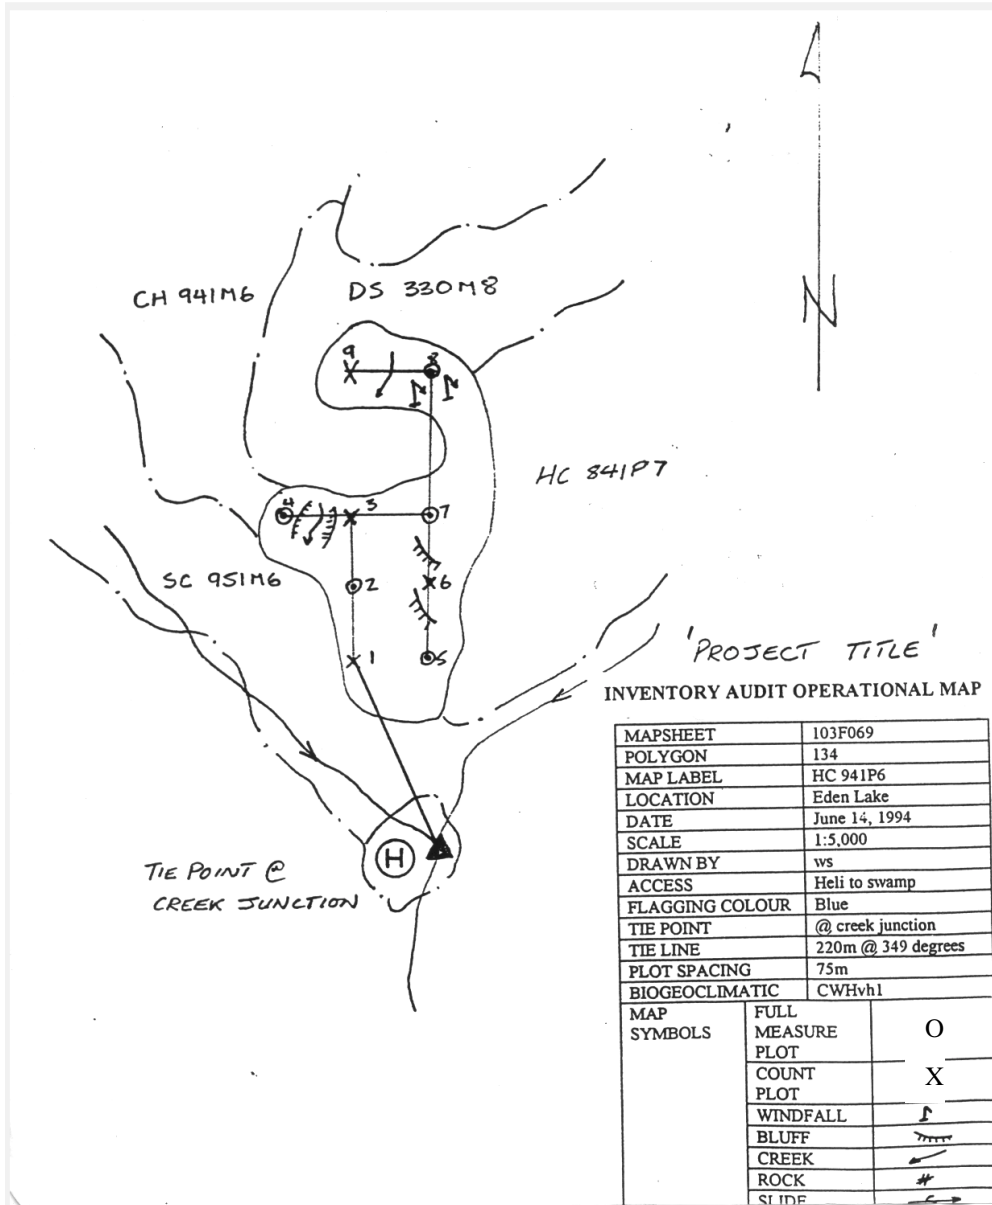 N
CH 941M6
DS 330M8
9
8
HC 841P7
4
3
7
SC 951M6
2
6
1
5
'PROJECT TITLE'
INVENTORY AUDIT OPERATIONAL MAP
MAPSHEET 103F069
POLYGON 134
MAP LABEL HC 941P6
LOCATION Eden Lake
DATE June 14, 1994
SCALE 1:5,000
DRAWN BY ws
ACCESS Heli to swamp
FLAGGING COLOUR Blue
TIE POINT @ creek junction
TIE LINE 220m @ 349 degrees
PLOT SPACING 75m
BIOGEOCLIMATIC CWHvh1
MAP SYMBOLS
FULL MEASURE PLOT O
COUNT PLOT X
WINDFALL
BLUFF
CREEK
ROCK #
SLIDE
H
TIE POINT @
CREEK JUNCTION